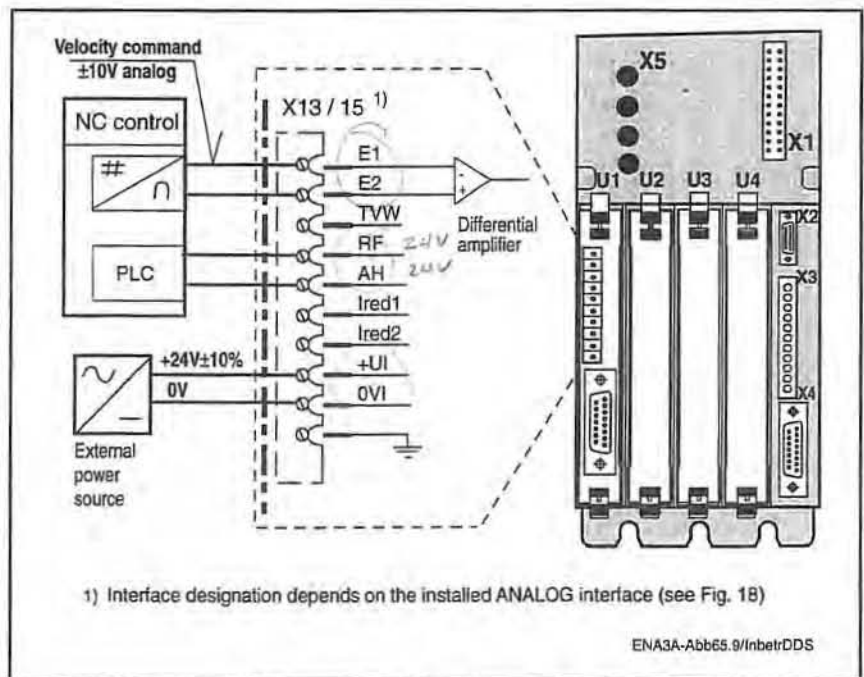 Velocity command
±10V analog
NC control
#
∩
PLC
X13 / 15 1)
E1
E2
TVW
RF 24V
AH 24V
Ired1
Ired2
+UI
0VI
-
+
Differential
amplifier
+24V±10%
0V
External
power
source
X5
X1
U1 U2 U3 U4
X2
X3
X4
1) Interface designation depends on the installed ANALOG interface (see Fig. 18)
ENA3A-Abb65.9/InbetrDDS